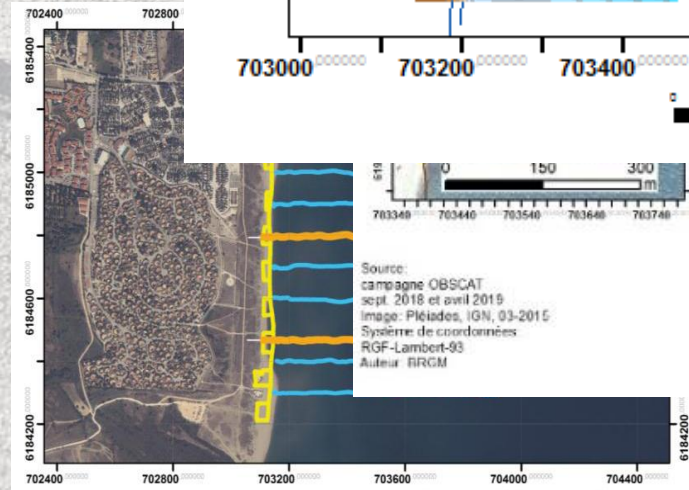 702400 702800
703000 703200 703400
6185400
6185000
6184600
6184200
0 150 300
m
703340 703440 703540 703640 703740
Source:
campagne OBSCAT
sept. 2018 et avril 2019
Image: Pléiades, IGN, 03-2015
Système de coordonnées:
RGF-Lambert-93
Auteur: BRGM
6184200
702400 702800 703200 703600 704000 704400